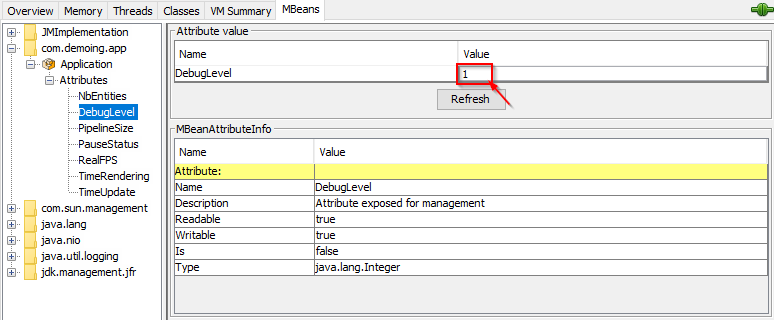 Overview Memory Threads Classes VM Summary MBeans
JMImplementation
com.demoing.app
Application
Attributes
NbEntities
DebugLevel
PipelineSize
PauseStatus
RealFPS
TimeRendering
TimeUpdate
com.sun.management
java.lang
java.nio
java.util.logging
jdk.management.jfr
Attribute value
Name Value
DebugLevel 1
Refresh
MBeanAttributeInfo
Name Value
Attribute:
Name DebugLevel
Description Attribute exposed for management
Readable true
Writable true
Is false
Type java.lang.Integer